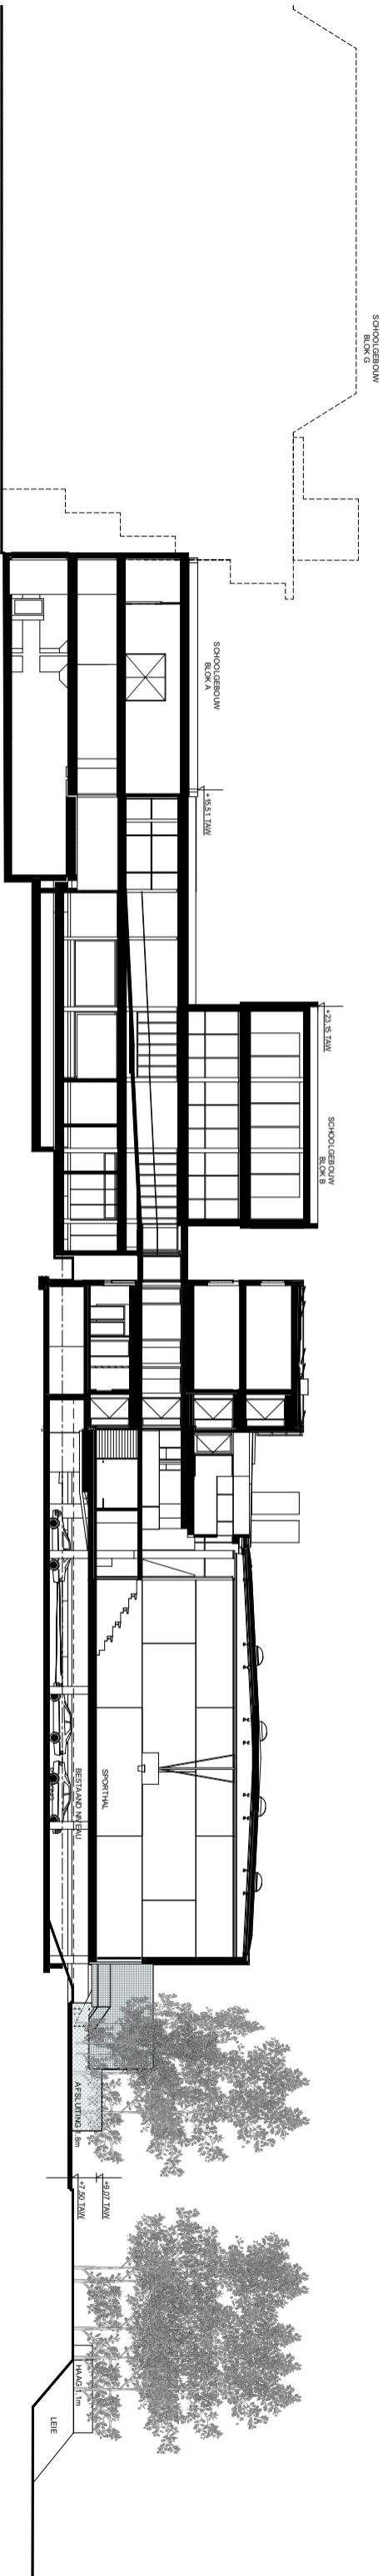 SCHOOLGEBOUW
BLOK G
SCHOOLGEBOUW
BLOK A
+15,51 TAW
+23,15 TAW
SCHOOLGEBOUW
BLOK B
SPORTHAL
BESTAAND NIVEAU
AFSLUITING 1,8m
+9,07 TAW
+7,50 TAW
HAAG 1,1m
LEIE